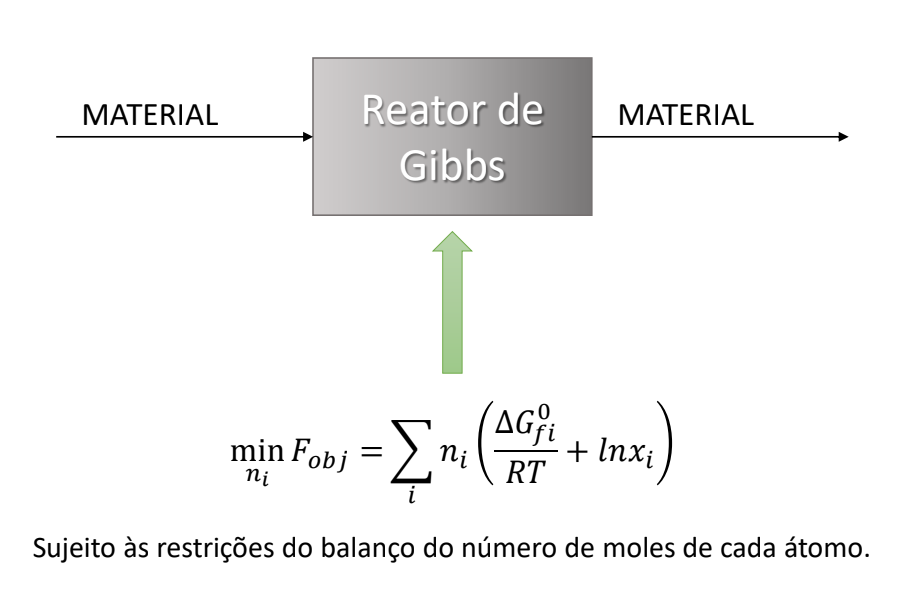 MATERIAL
Reator de
Gibbs
MATERIAL
min_{n_i} F_{obj} = \sum_i n_i \left( \frac{\Delta G_{fi}^0}{RT} + lnx_i \right)
Sujeito às restrições do balanço do número de moles de cada átomo.